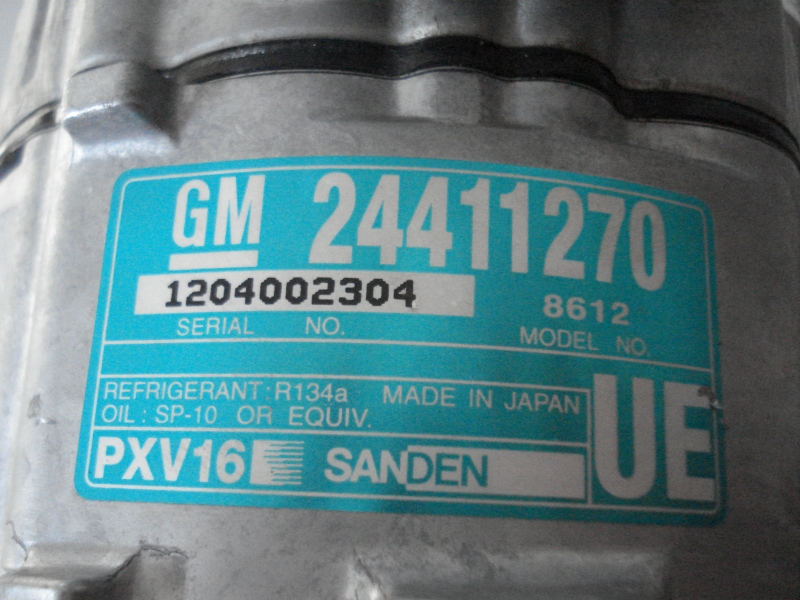 GM 24411270
1204002304 8612
SERIAL NO. MODEL NO.
REFRIGERANT: R134a MADE IN JAPAN
OIL: SP-10 OR EQUIV.
PXV16 SANDEN UE